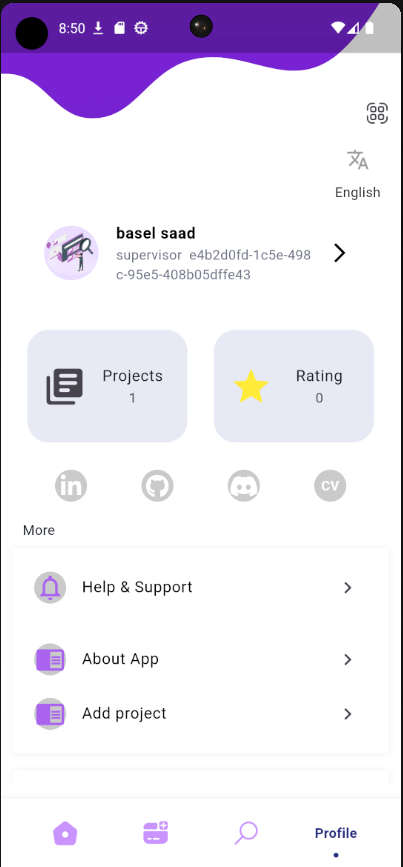 8:50
English
basel saad
supervisor e4b2d0fd-1c5e-498
c-95e5-408b05dffe43
Projects
1
Rating
0
in
CV
More
Help & Support
About App
Add project
Profile